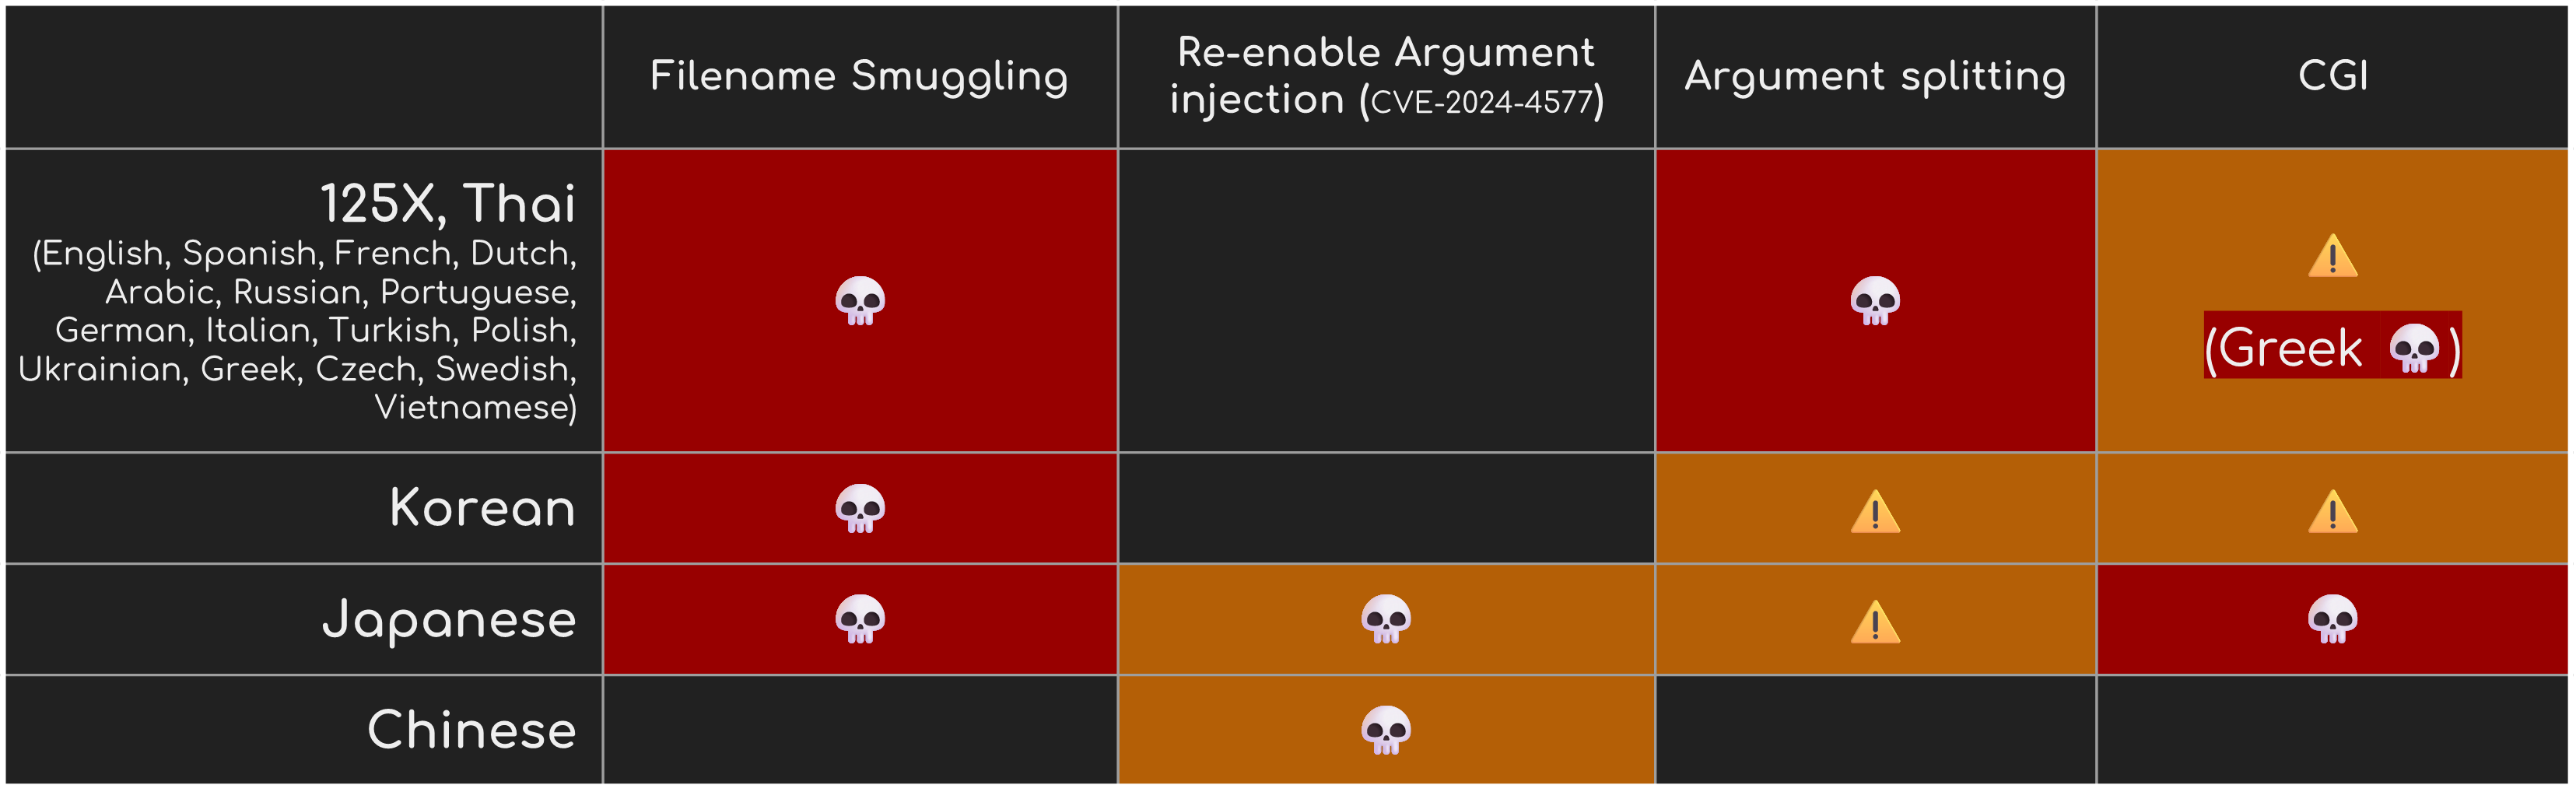 Filename Smuggling
Re-enable Argument
injection (CVE-2024-4577)
Argument splitting
CGI
125X, Thai
(English, Spanish, French, Dutch,
Arabic, Russian, Portuguese,
German, Italian, Turkish, Polish,
Ukrainian, Greek, Czech, Swedish,
Vietnamese)
💀
💀
⚠️
(Greek 💀)
Korean
💀
⚠️
⚠️
Japanese
💀
💀
⚠️
💀
Chinese
💀